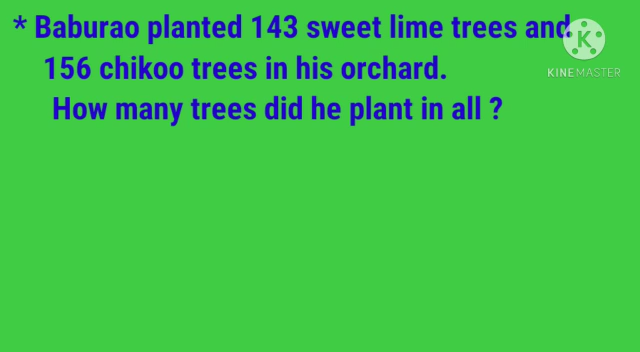 * Baburao planted 143 sweet lime trees and
156 chikoo trees in his orchard.
How many trees did he plant in all ?
K
KINEMASTER